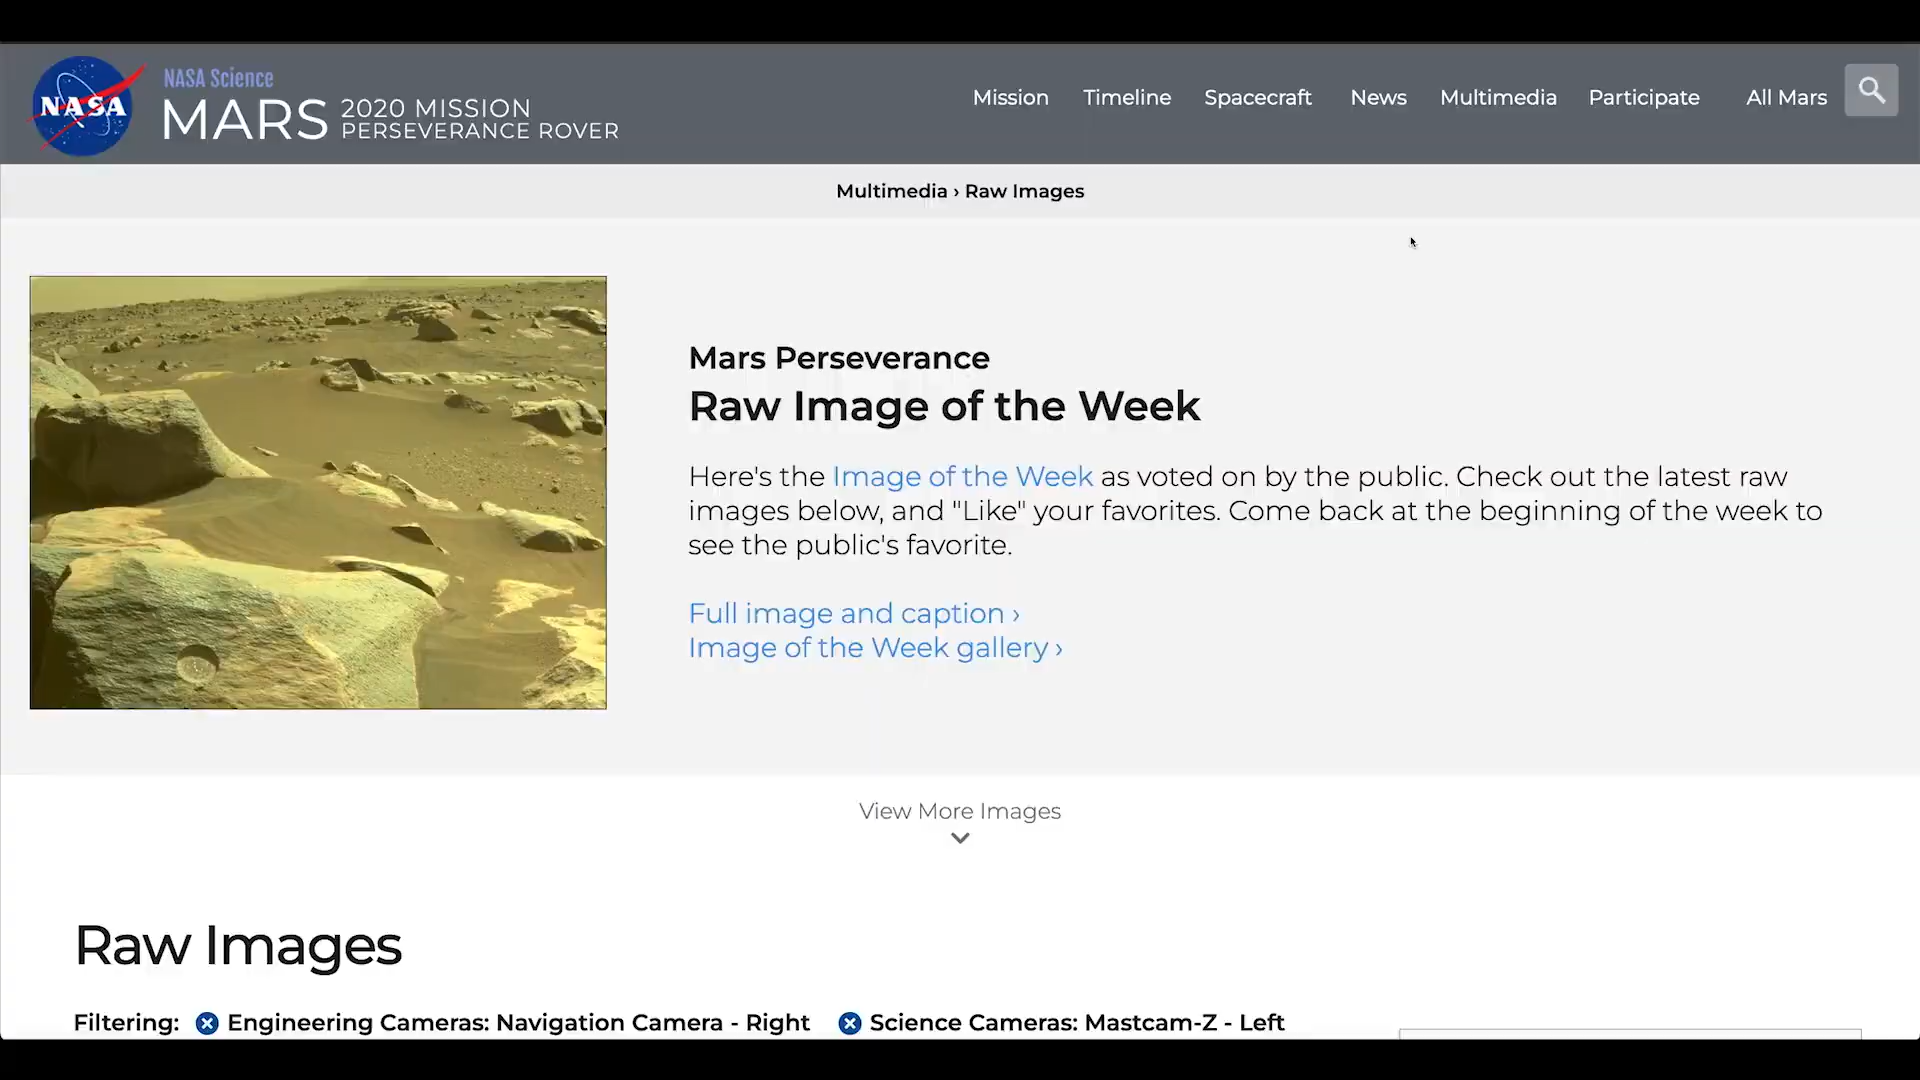 NASA
NASA Science
MARS 2020 MISSION
PERSEVERANCE ROVER
Mission Timeline Spacecraft News Multimedia Participate All Mars
Multimedia › Raw Images
Mars Perseverance
Raw Image of the Week
Here's the Image of the Week as voted on by the public. Check out the latest raw
images below, and "Like" your favorites. Come back at the beginning of the week to
see the public's favorite.
Full image and caption ›
Image of the Week gallery ›
View More Images
Raw Images
Filtering: Engineering Cameras: Navigation Camera - Right Science Cameras: Mastcam-Z - Left